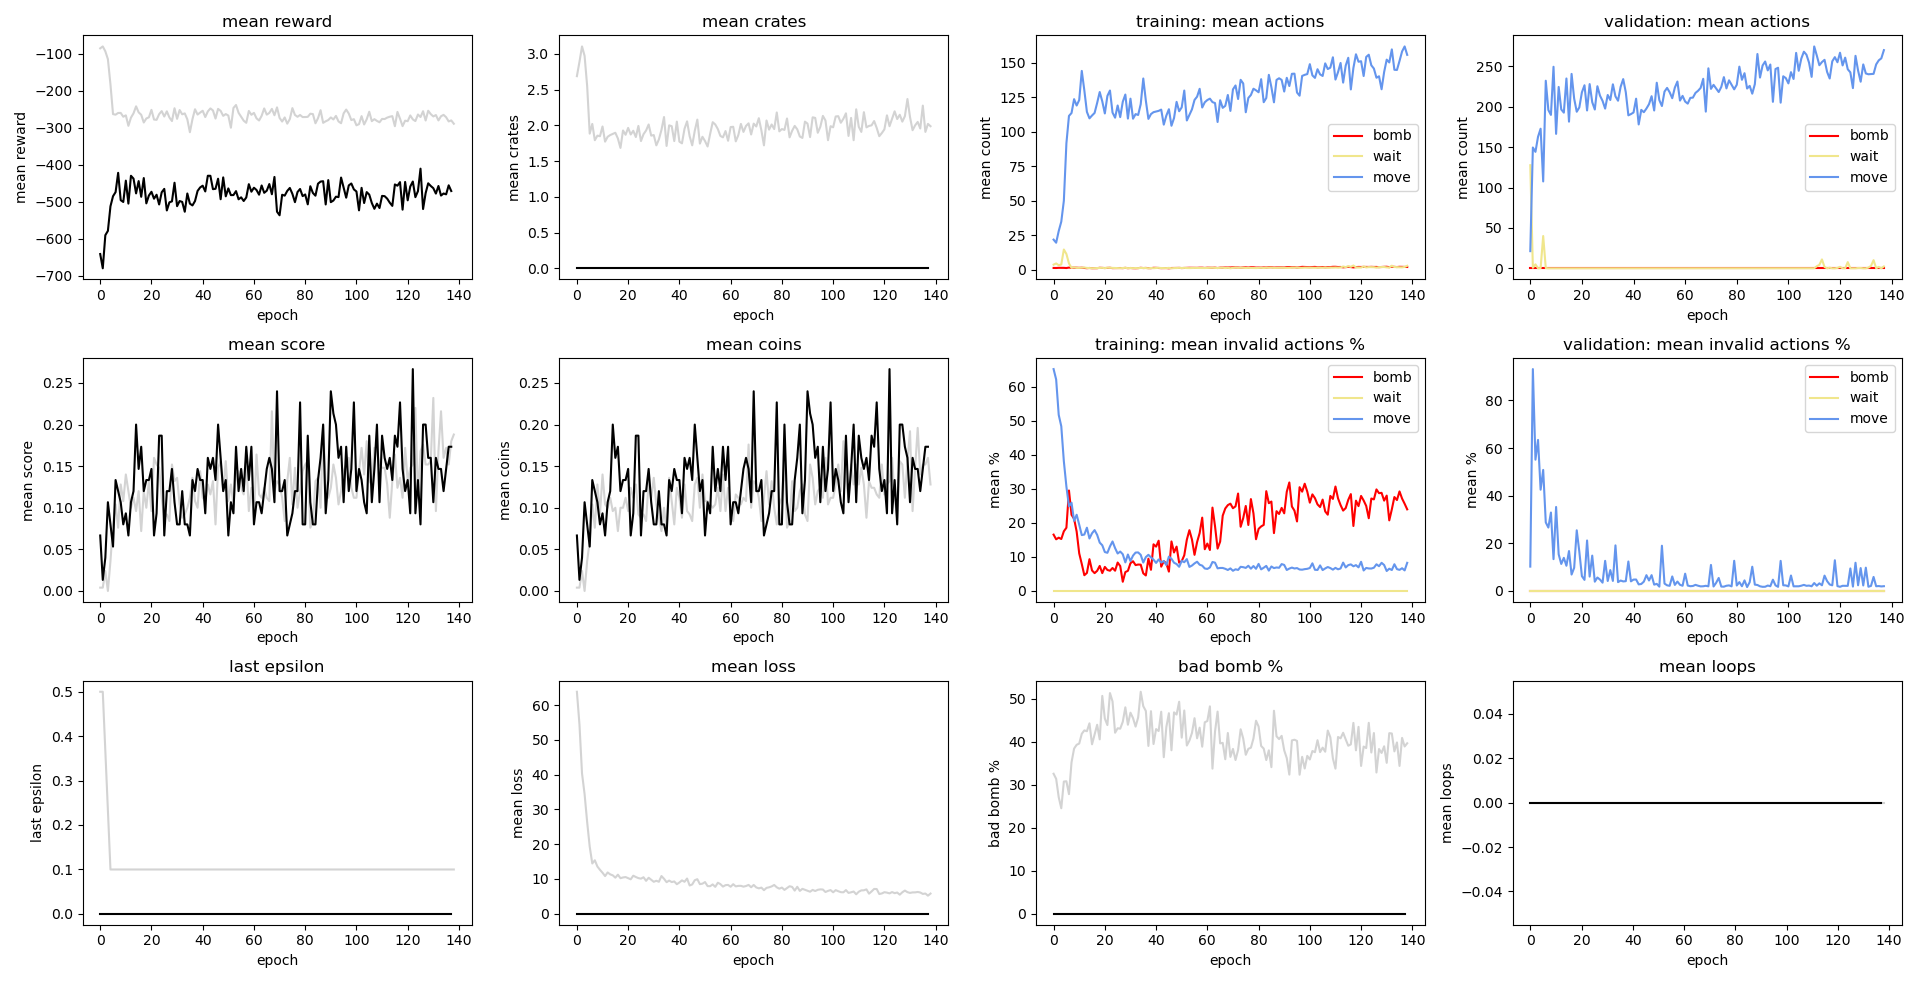 mean reward
mean reward
−100
−200
−300
−400
−500
−600
−700
0 20 40 60 80 100 120 140
epoch
mean crates
mean crates
3.0
2.5
2.0
1.5
1.0
0.5
0.0
0 20 40 60 80 100 120 140
epoch
training: mean actions
mean count
150
125
100
75
50
25
0
bomb
wait
move
0 20 40 60 80 100 120 140
epoch
validation: mean actions
mean count
250
200
150
100
50
0
bomb
wait
move
0 20 40 60 80 100 120 140
epoch
mean score
mean score
0.25
0.20
0.15
0.10
0.05
0.00
0 20 40 60 80 100 120 140
epoch
mean coins
mean coins
0.25
0.20
0.15
0.10
0.05
0.00
0 20 40 60 80 100 120 140
epoch
training: mean invalid actions %
mean %
60
50
40
30
20
10
0
bomb
wait
move
0 20 40 60 80 100 120 140
epoch
validation: mean invalid actions %
mean %
80
60
40
20
0
bomb
wait
move
0 20 40 60 80 100 120 140
epoch
last epsilon
last epsilon
0.5
0.4
0.3
0.2
0.1
0.0
0 20 40 60 80 100 120 140
epoch
mean loss
mean loss
60
50
40
30
20
10
0
0 20 40 60 80 100 120 140
epoch
bad bomb %
bad bomb %
50
40
30
20
10
0
0 20 40 60 80 100 120 140
epoch
mean loops
mean loops
0.04
0.02
0.00
−0.02
−0.04
0 20 40 60 80 100 120 140
epoch